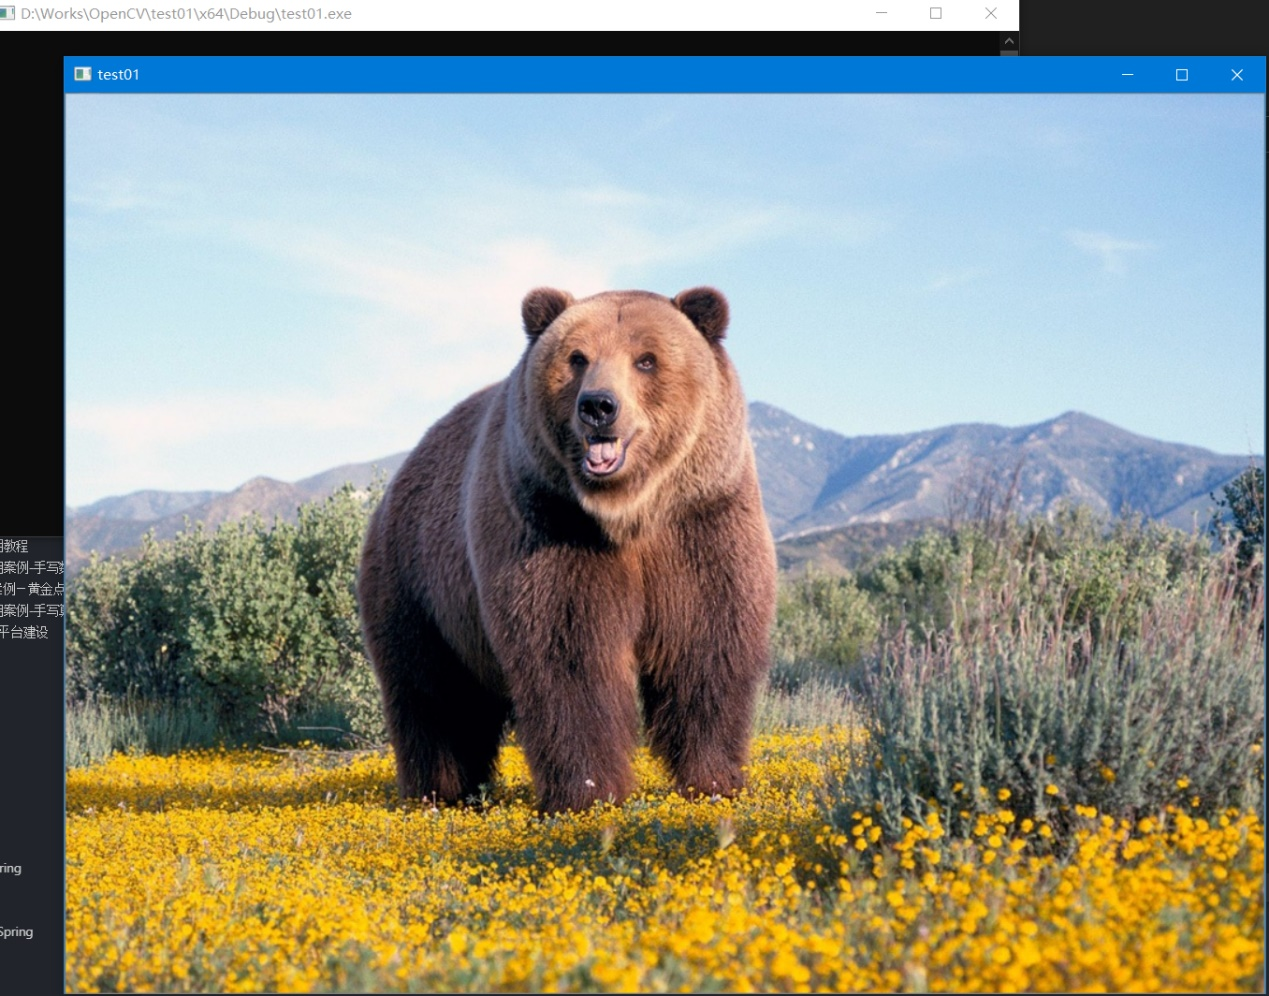 D:\Works\OpenCV\test01\x64\Debug\test01.exe
test01
教程
案例-手写
例－黄金点
案例-手写
平台建设
ring
Spring